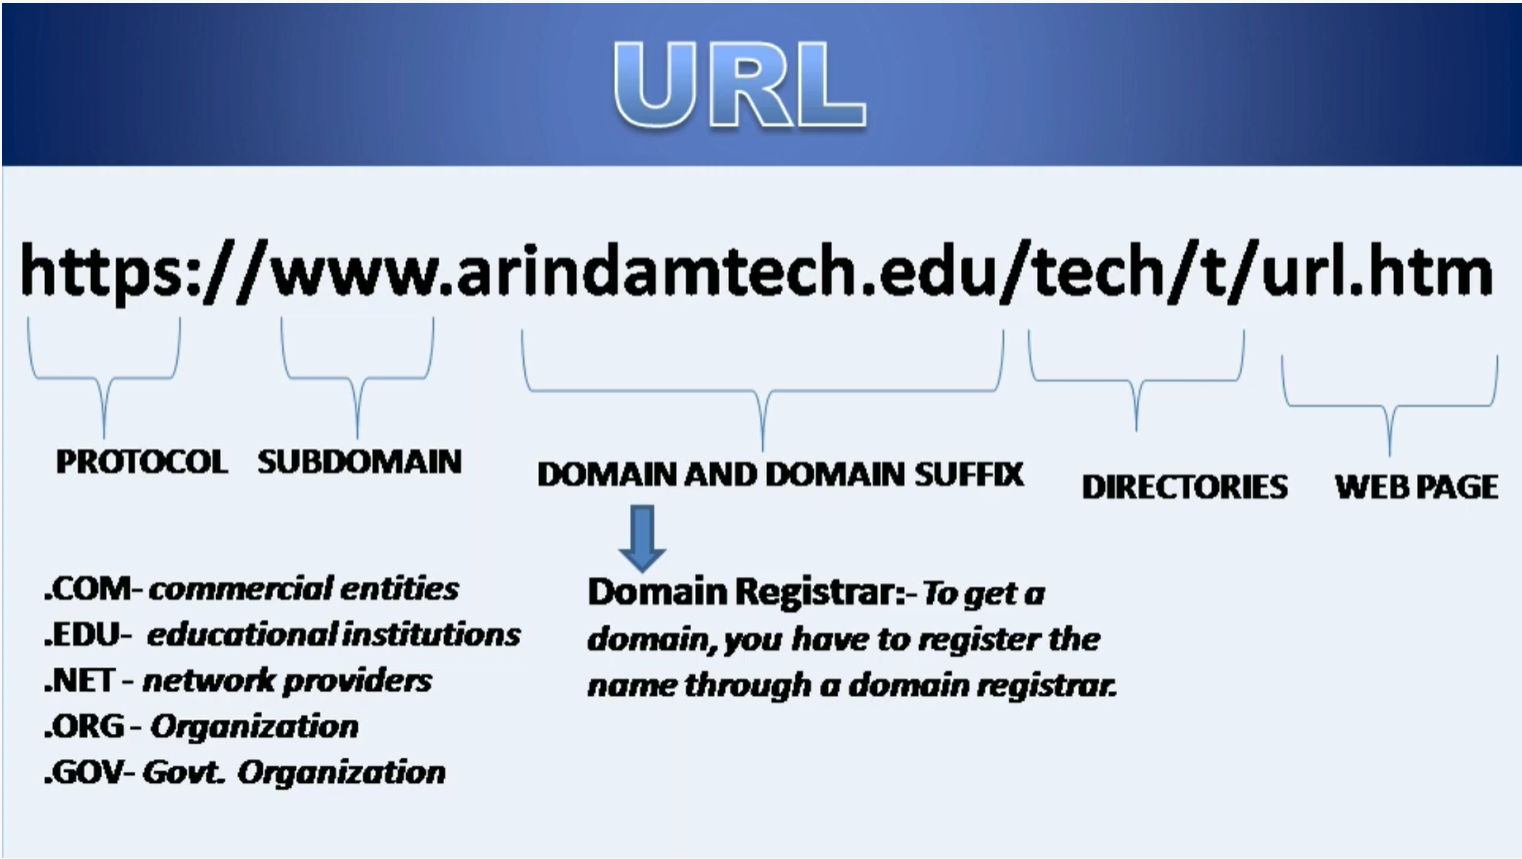 URL
https://www.arindamtech.edu/tech/t/url.htm
PROTOCOL
SUBDOMAIN
DOMAIN AND DOMAIN SUFFIX
DIRECTORIES
WEB PAGE
.COM- commercial entities
.EDU- educational institutions
.NET - network providers
.ORG - Organization
.GOV- Govt. Organization
Domain Registrar:- To get a
domain, you have to register the
name through a domain registrar.